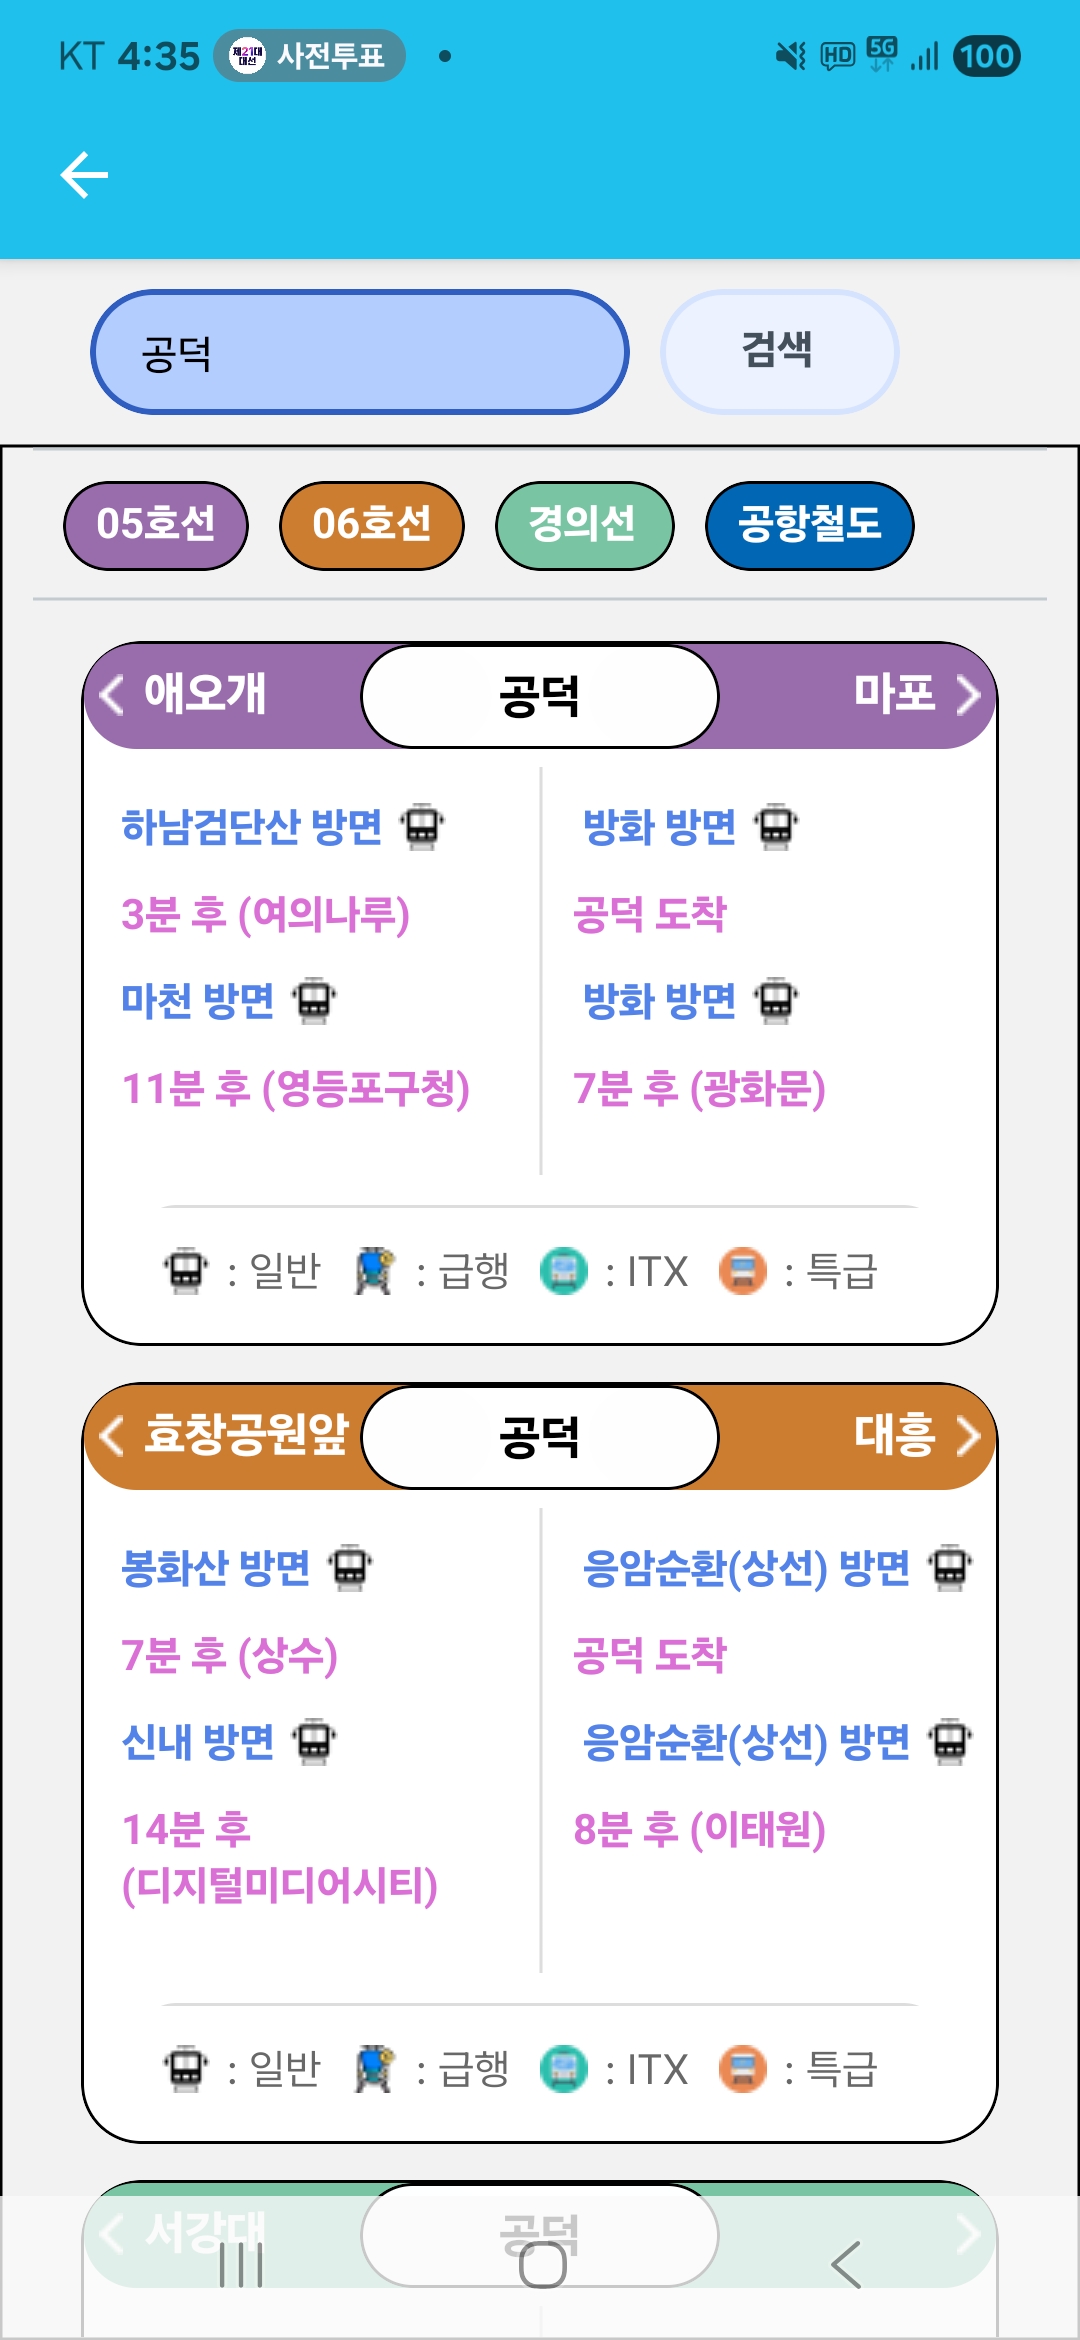 KT 4:35 제21대 대선 사전투표 HD 5G 100
공덕 검색
05호선 06호선 경의선 공항철도
애오개 공덕 마포
하남검단산 방면 방화 방면
3분 후 (여의나루) 공덕 도착
마천 방면 방화 방면
11분 후 (영등포구청) 7분 후 (광화문)
: 일반 : 급행 : ITX : 특급
효창공원앞 공덕 대흥
봉화산 방면 응암순환(상선) 방면
7분 후 (상수) 공덕 도착
신내 방면 응암순환(상선) 방면
14분 후 8분 후 (이태원)
(디지털미디어시티)
: 일반 : 급행 : ITX : 특급
서강대 공덕